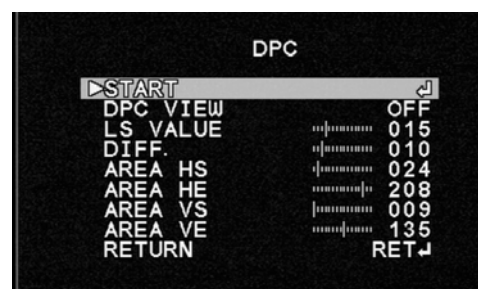 DPC
START ↲
DPC VIEW OFF
LS VALUE 015
DIFF. 010
AREA HS 024
AREA HE 208
AREA VS 009
AREA VE 135
RETURN RET↲